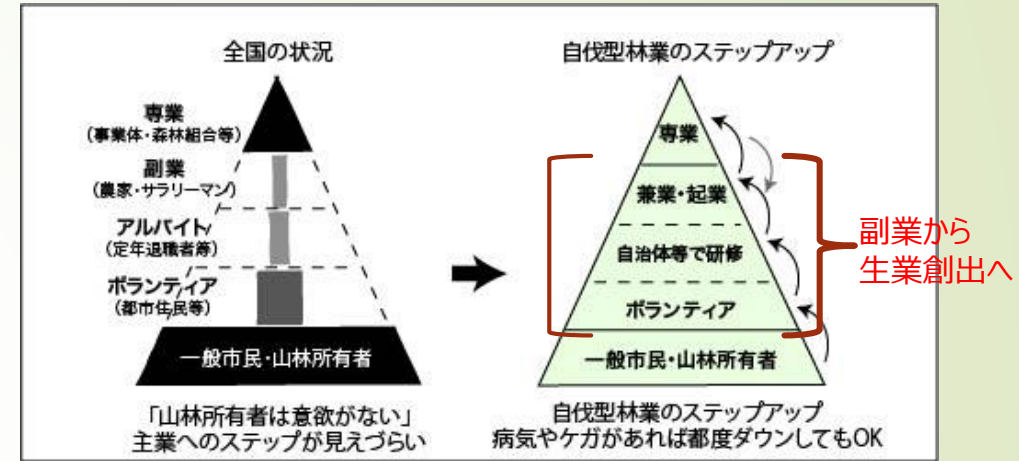 全国の状況
専業
(事業体・森林組合等)
副業
(農家・サラリーマン)
アルバイト
(定年退職者等)
ボランティア
(都市住民等)
一般市民・山林所有者
「山林所有者は意欲がない」
主業へのステップが見えづらい
自伐型林業のステップアップ
専業
兼業・起業
自治体等で研修
ボランティア
一般市民・山林所有者
自伐型林業のステップアップ
病気やケガがあれば都度ダウンしてもOK
副業から
生業創出へ